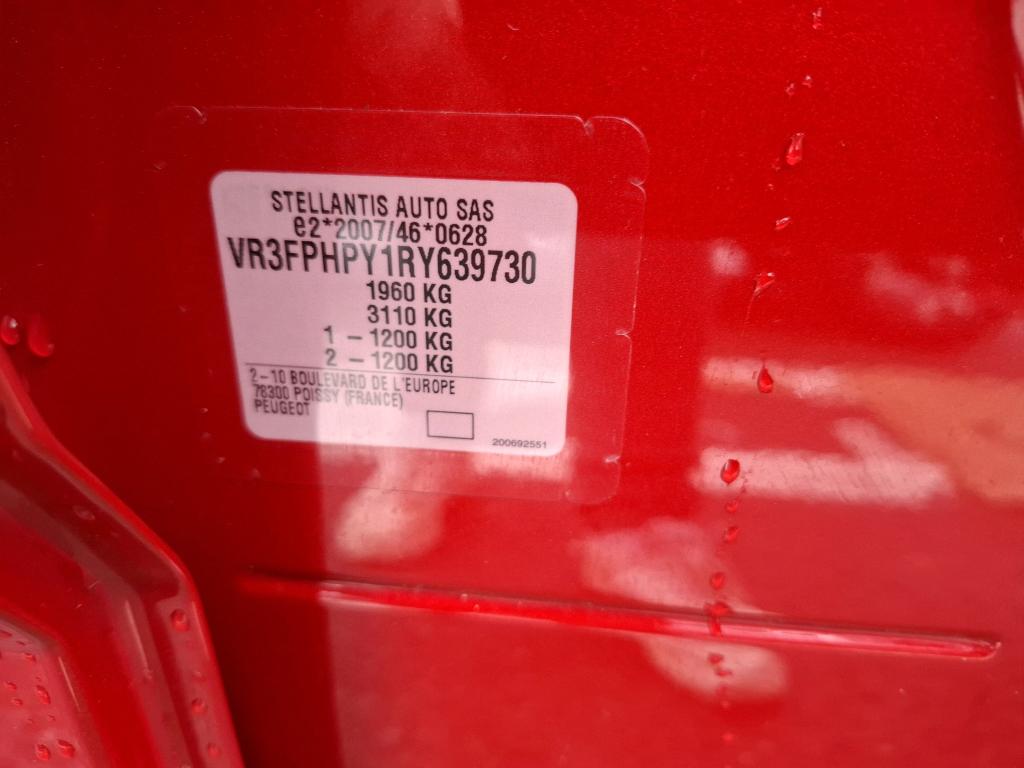 STELLANTIS AUTO SAS
e2*2007/46*0628
VR3FPHPY1RY639730
1960 KG
3110 KG
1 – 1200 KG
2 – 1200 KG
2–10 BOULEVARD DE L'EUROPE
78300 POISSY (FRANCE)
PEUGEOT
200692551